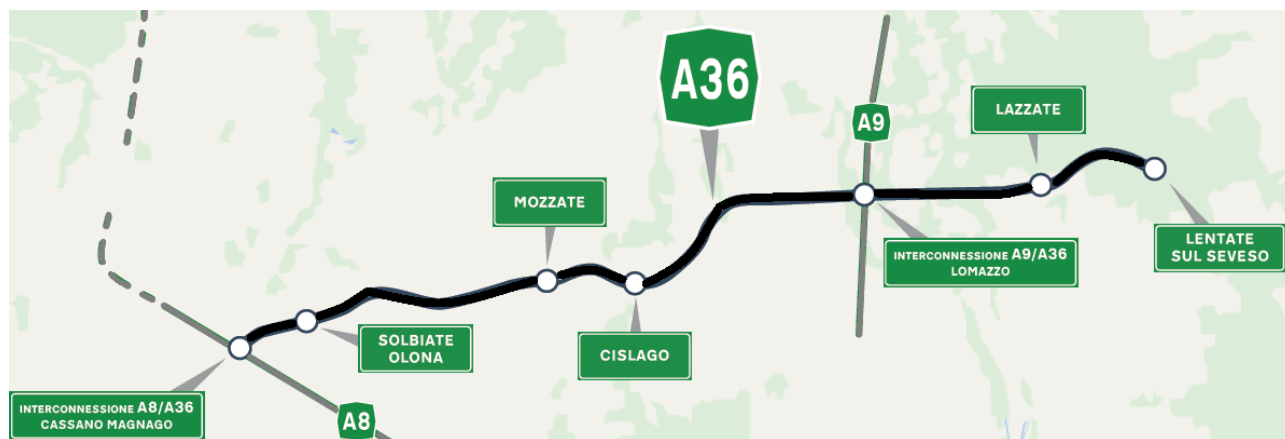 A36
A9
LAZZATE
MOZZATE
LENTATE
SUL SEVESO
INTERCONNESSIONE A9/A36
LOMAZZO
SOLBIATE
OLONA
CISLAGO
INTERCONNESSIONE A8/A36
CASSANO MAGNAGO
A8